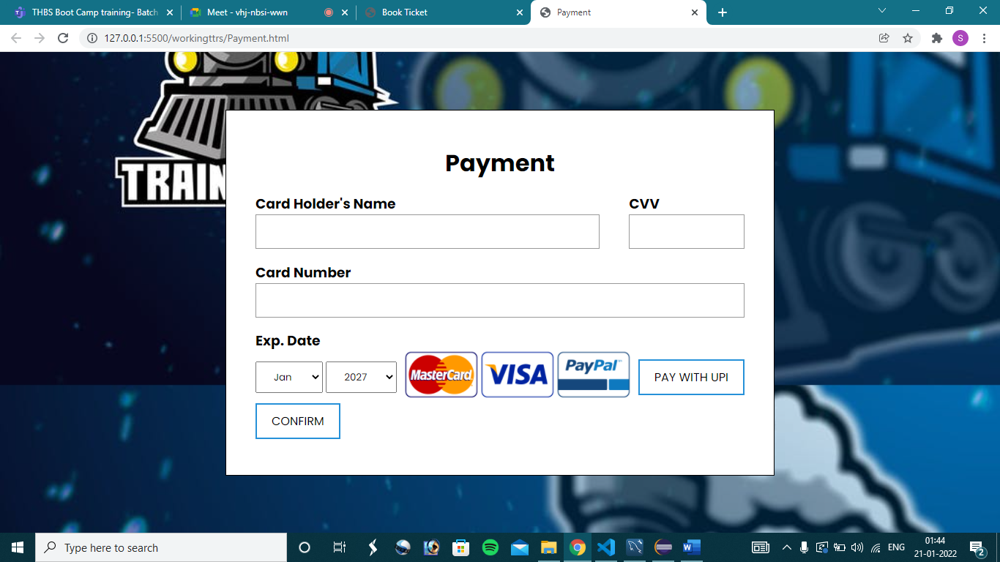 THBS Boot Camp training- Batch
Meet - vhj-nbsi-wwn
Book Ticket
Payment
127.0.0.1:5500/workingttrs/Payment.html
S
TRAIN
Payment
Card Holder's Name
CVV
Card Number
Exp. Date
Jan
2027
MasterCard
VISA
PayPal
PAY WITH UPI
CONFIRM
Type here to search
ENG
01:44
21-01-2022
2